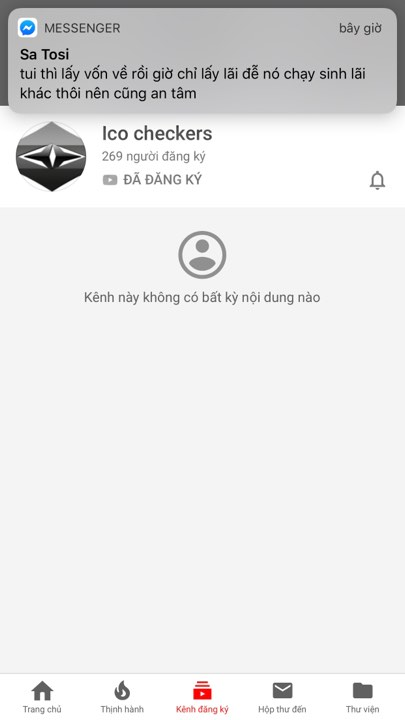 MESSENGER
bây giờ
Sa Tosi
tui thì lấy vốn về rồi giờ chỉ lấy lãi đễ nó chạy sinh lãi
khác thôi nên cũng an tâm
Ico checkers
269 người đăng ký
ĐÃ ĐĂNG KÝ
Kênh này không có bất kỳ nội dung nào
Trang chủ
Thịnh hành
Kênh đăng ký
Hộp thư đến
Thư viện